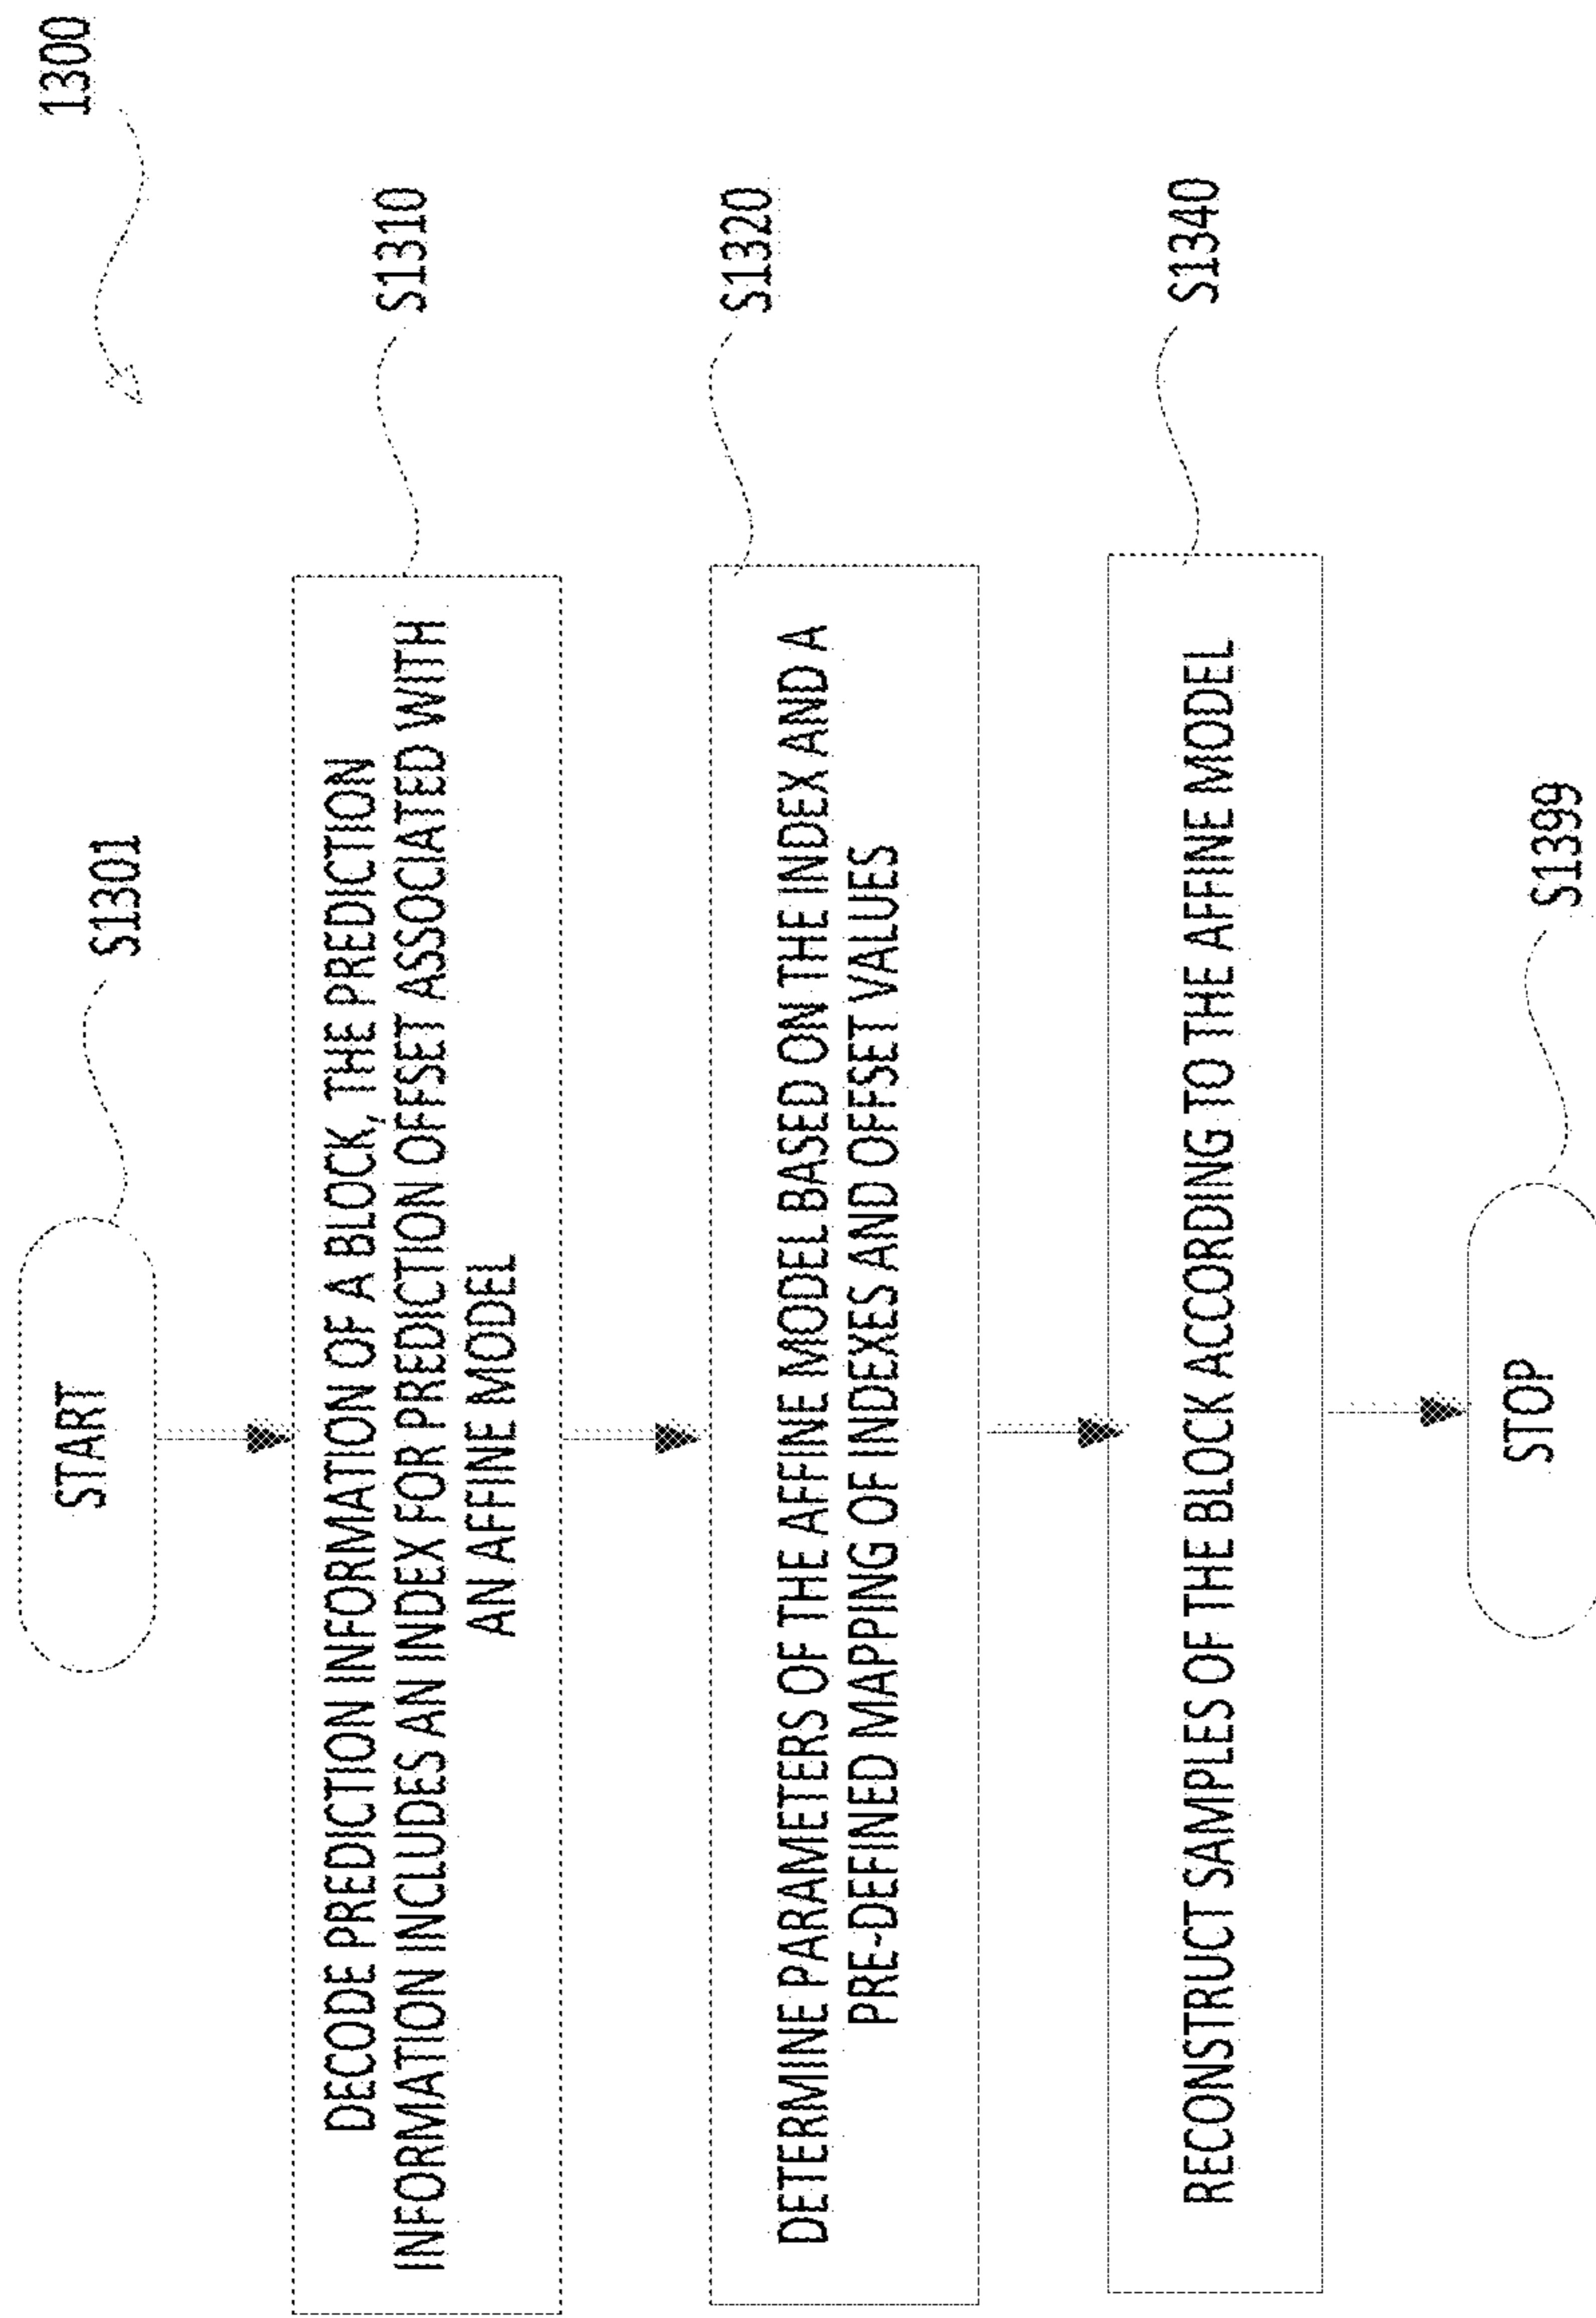 1300
START
S1301
DECODE PREDICTION INFORMATION OF A BLOCK, THE PREDICTION
INFORMATION INCLUDES AN INDEX FOR PREDICTION OFFSET ASSOCIATED WITH
AN AFFINE MODEL
S1310
DETERMINE PARAMETERS OF THE AFFINE MODEL BASED ON THE INDEX AND A
PRE-DEFINED MAPPING OF INDEXES AND OFFSET VALUES
S1320
RECONSTRUCT SAMPLES OF THE BLOCK ACCORDING TO THE AFFINE MODEL
S1340
STOP
S1399